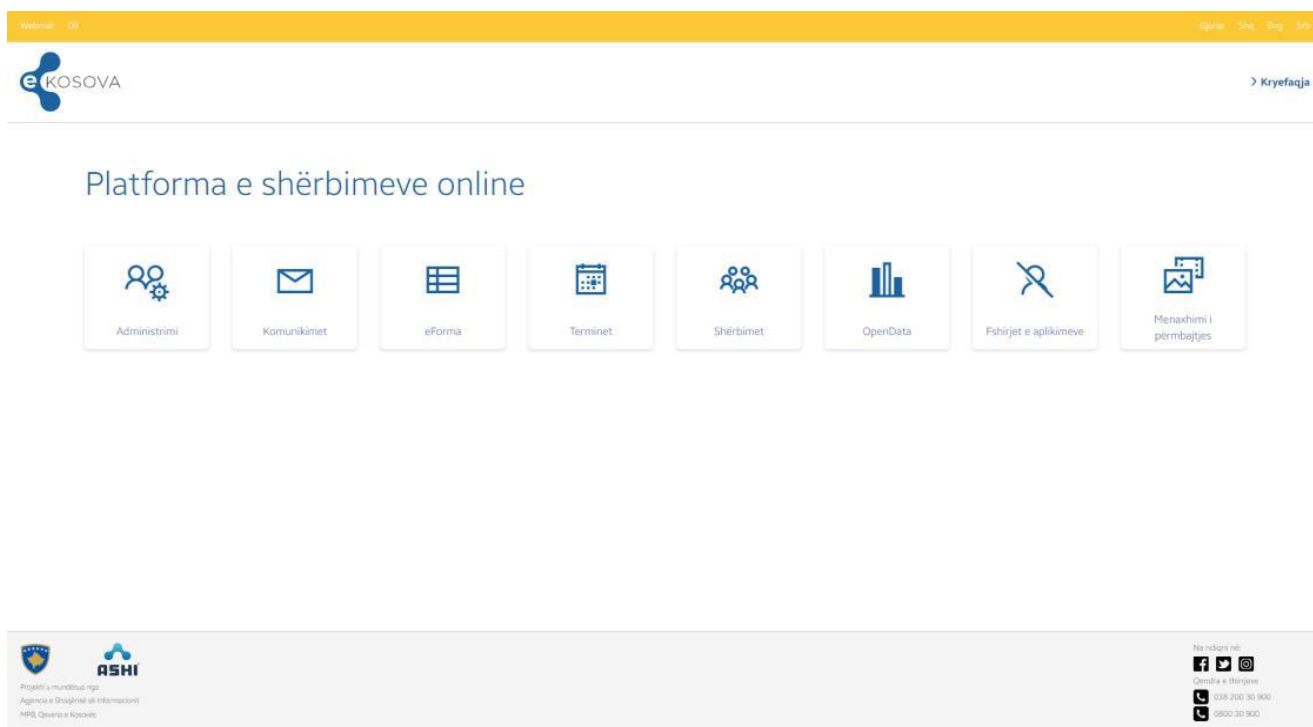 Webmail Dil
Gjuha Shq Eng Srb
eKOSOVA
> Kryefaqja
Platforma e shërbimeve online
Administrimi
Komunikimet
eForma
Terminet
Shërbimet
OpenData
Fshirjet e aplikimeve
Menaxhimi i
përmbajtjes
ASHI
Projekti u mundësua nga:
Agjencia e Shoqërisë së Informacionit
MPB, Qeveria e Kosovës
Na ndiqni në:
Qendra e thirrjeve
038 200 30 900
0800 30 900